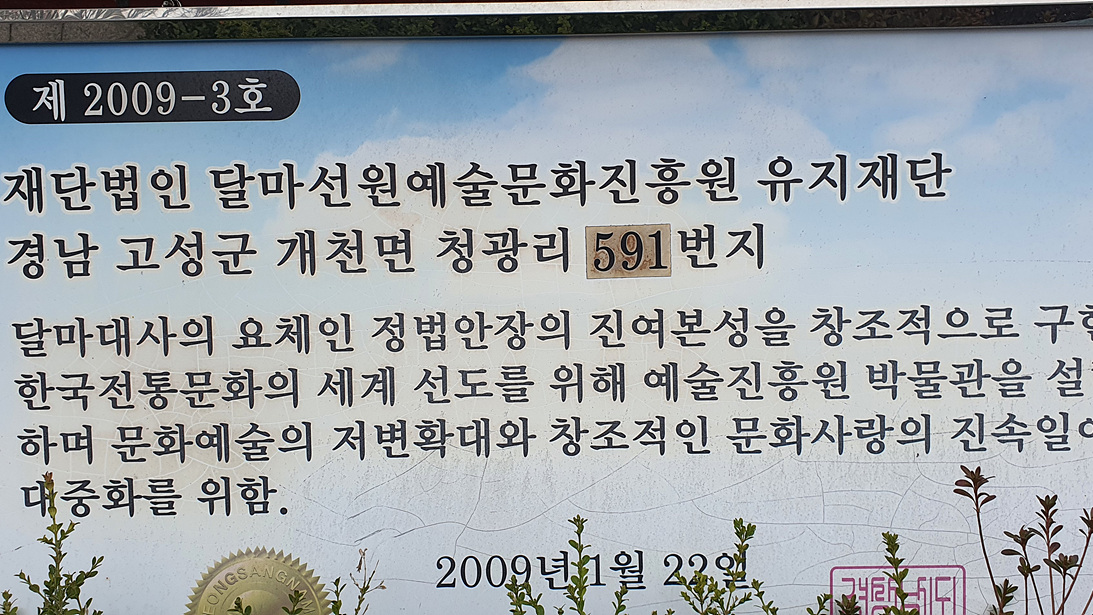 제 2009-3호
재단법인 달마선원예술문화진흥원 유지재단
경남 고성군 개천면 청광리 591번지
달마대사의 요체인 정법안장의 진여본성을 창조적으로
한국전통문화의 세계 선도를 위해 예술진흥원 박물관을
하며 문화예술의 저변확대와 창조적인 문화사랑의
대중화를 위함.
2009년 1월 22일